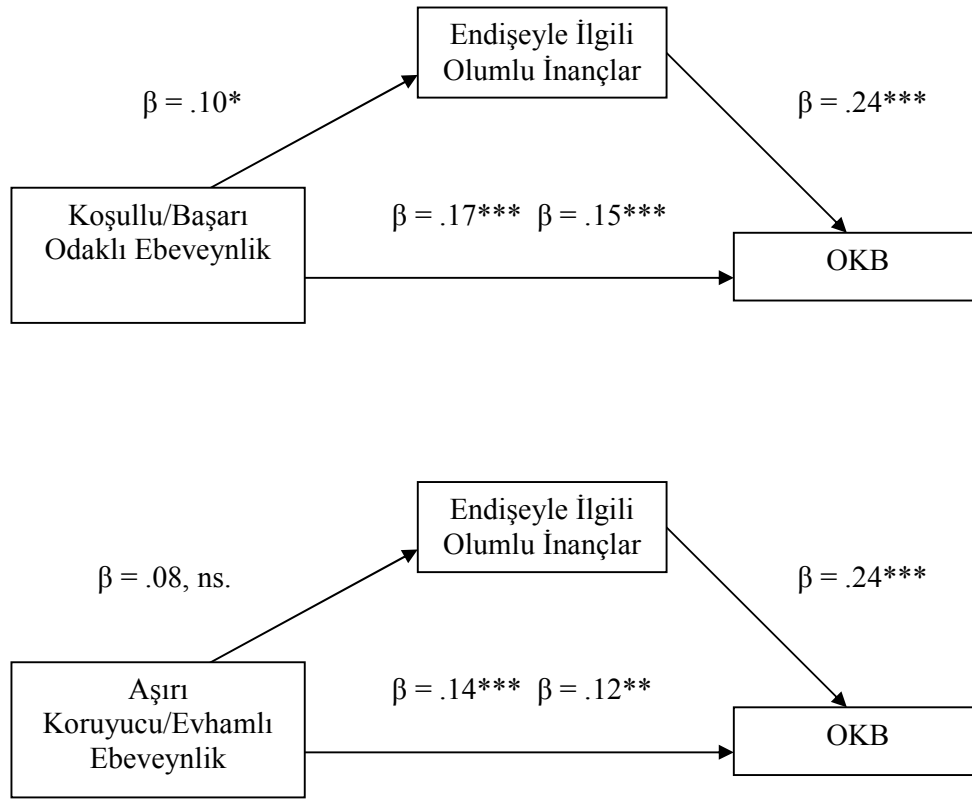 Endişeyle İlgili
Olumlu İnançlar
β = .10*
β = .24***
Koşullu/Başarı
Odaklı Ebeveynlik
β = .17*** β = .15***
OKB
Endişeyle İlgili
Olumlu İnançlar
β = .08, ns.
β = .24***
Aşırı
Koruyucu/Evhamlı
Ebeveynlik
β = .14*** β = .12**
OKB